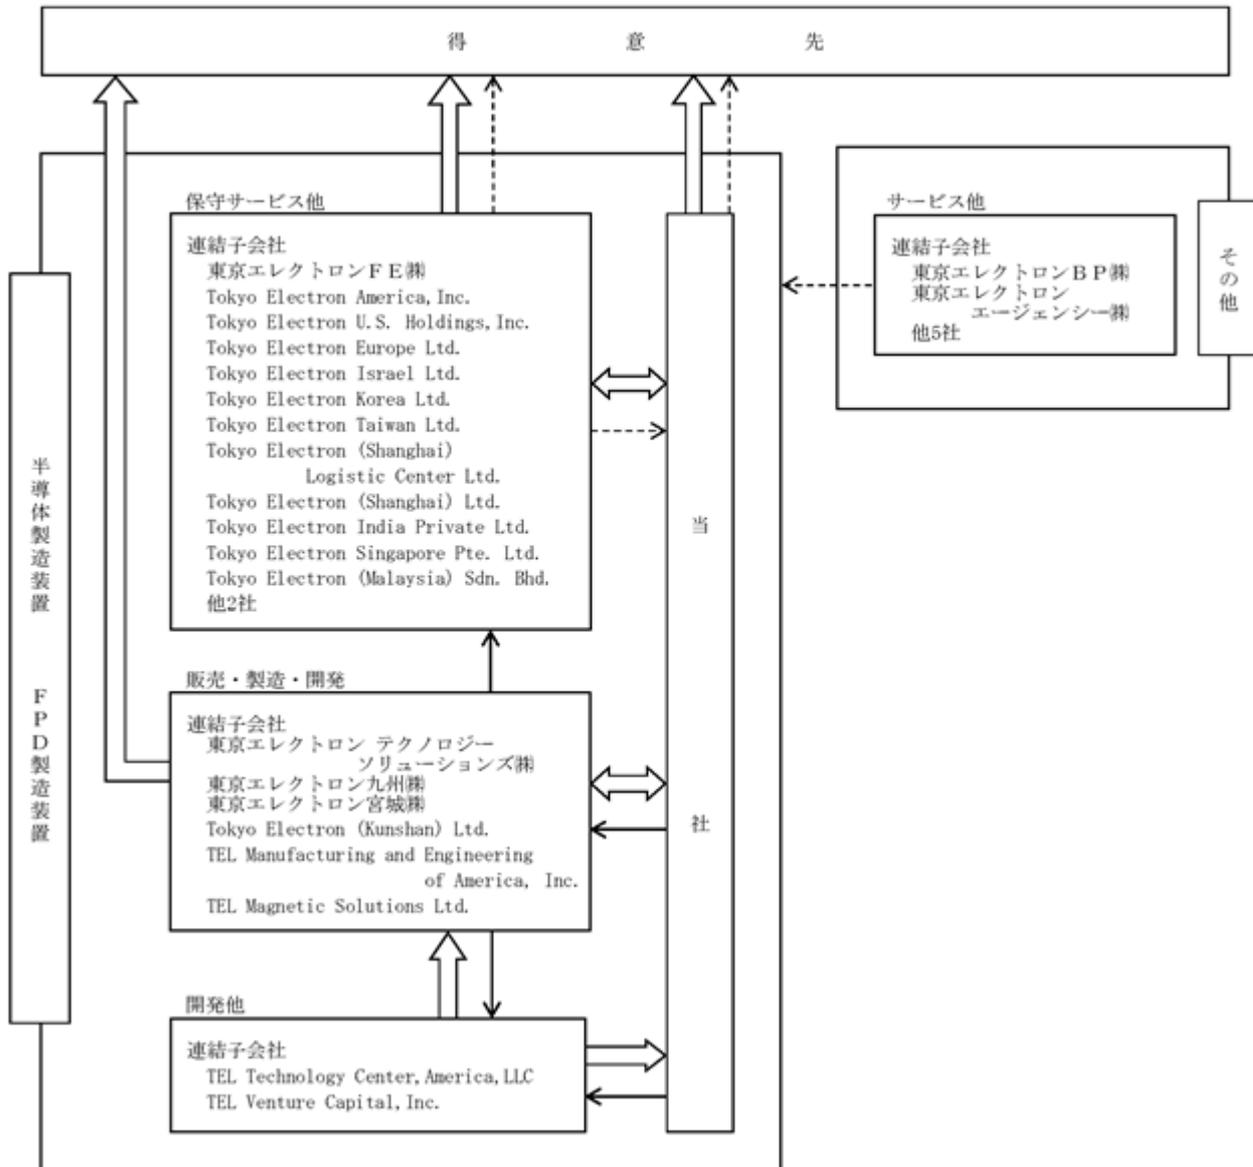 得意先
保守サービス他
連結子会社
東京エレクトロンＦＥ㈱
Tokyo Electron America,Inc.
Tokyo Electron U.S. Holdings,Inc.
Tokyo Electron Europe Ltd.
Tokyo Electron Israel Ltd.
Tokyo Electron Korea Ltd.
Tokyo Electron Taiwan Ltd.
Tokyo Electron (Shanghai)
Logistic Center Ltd.
Tokyo Electron (Shanghai) Ltd.
Tokyo Electron India Private Ltd.
Tokyo Electron Singapore Pte. Ltd.
Tokyo Electron (Malaysia) Sdn. Bhd.
他2社
サービス他
連結子会社
東京エレクトロンＢＰ㈱
東京エレクトロン
エージェンシー㈱
他5社
その他
半導体製造装置
ＦＰＤ製造装置
当社
販売・製造・開発
連結子会社
東京エレクトロン テクノロジー
ソリューションズ㈱
東京エレクトロン九州㈱
東京エレクトロン宮城㈱
Tokyo Electron (Kunshan) Ltd.
TEL Manufacturing and Engineering
of America, Inc.
TEL Magnetic Solutions Ltd.
開発他
連結子会社
TEL Technology Center,America,LLC
TEL Venture Capital,Inc.